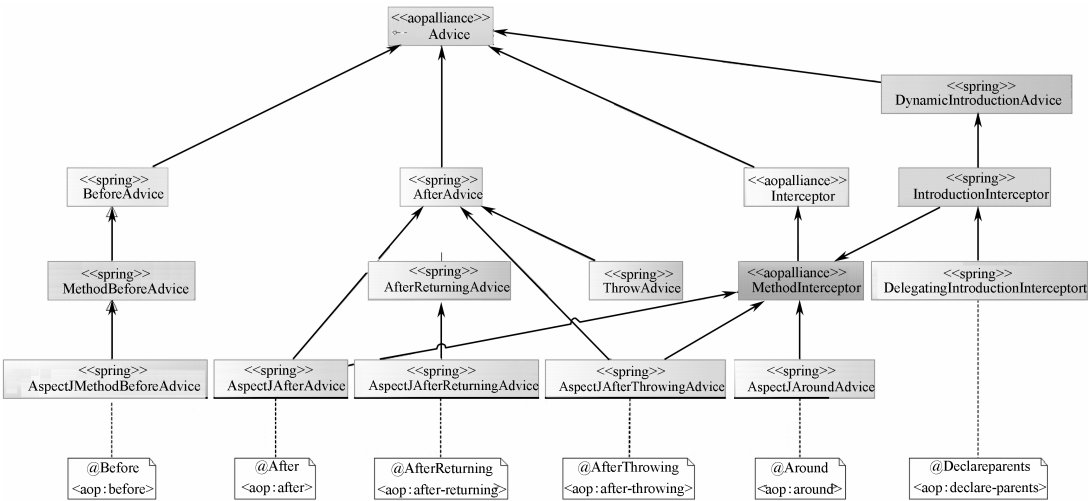 <<aopalliance>>
Advice
<<spring>>
DynamicIntroductionAdvice
<<spring>>
BeforeAdvice
<<spring>>
AfterAdvice
<<aopalliance>>
Interceptor
<<spring>>
IntroductionInterceptor
<<spring>>
MethodBeforeAdvice
<<spring>>
AfterReturningAdvice
<<spring>>
ThrowAdvice
<<aopalliance>>
MethodInterceptor
<<spring>>
DelegatingIntroductionInterceptort
<<spring>>
AspectJMethodBeforeAdvice
<<spring>>
AspectJAfterAdvice
<<spring>>
AspectJAfterReturningAdvice
<<spring>>
AspectJAfterThrowingAdvice
<<spring>>
AspectJAroundAdvice
@Before
<aop:before>
@After
<aop:after>
@AfterReturning
<aop:after-returning>
@AfterThrowing
<aop:after-throwing>
@Around
<aop:around>
@Declareparents
<aop:declare-parents>